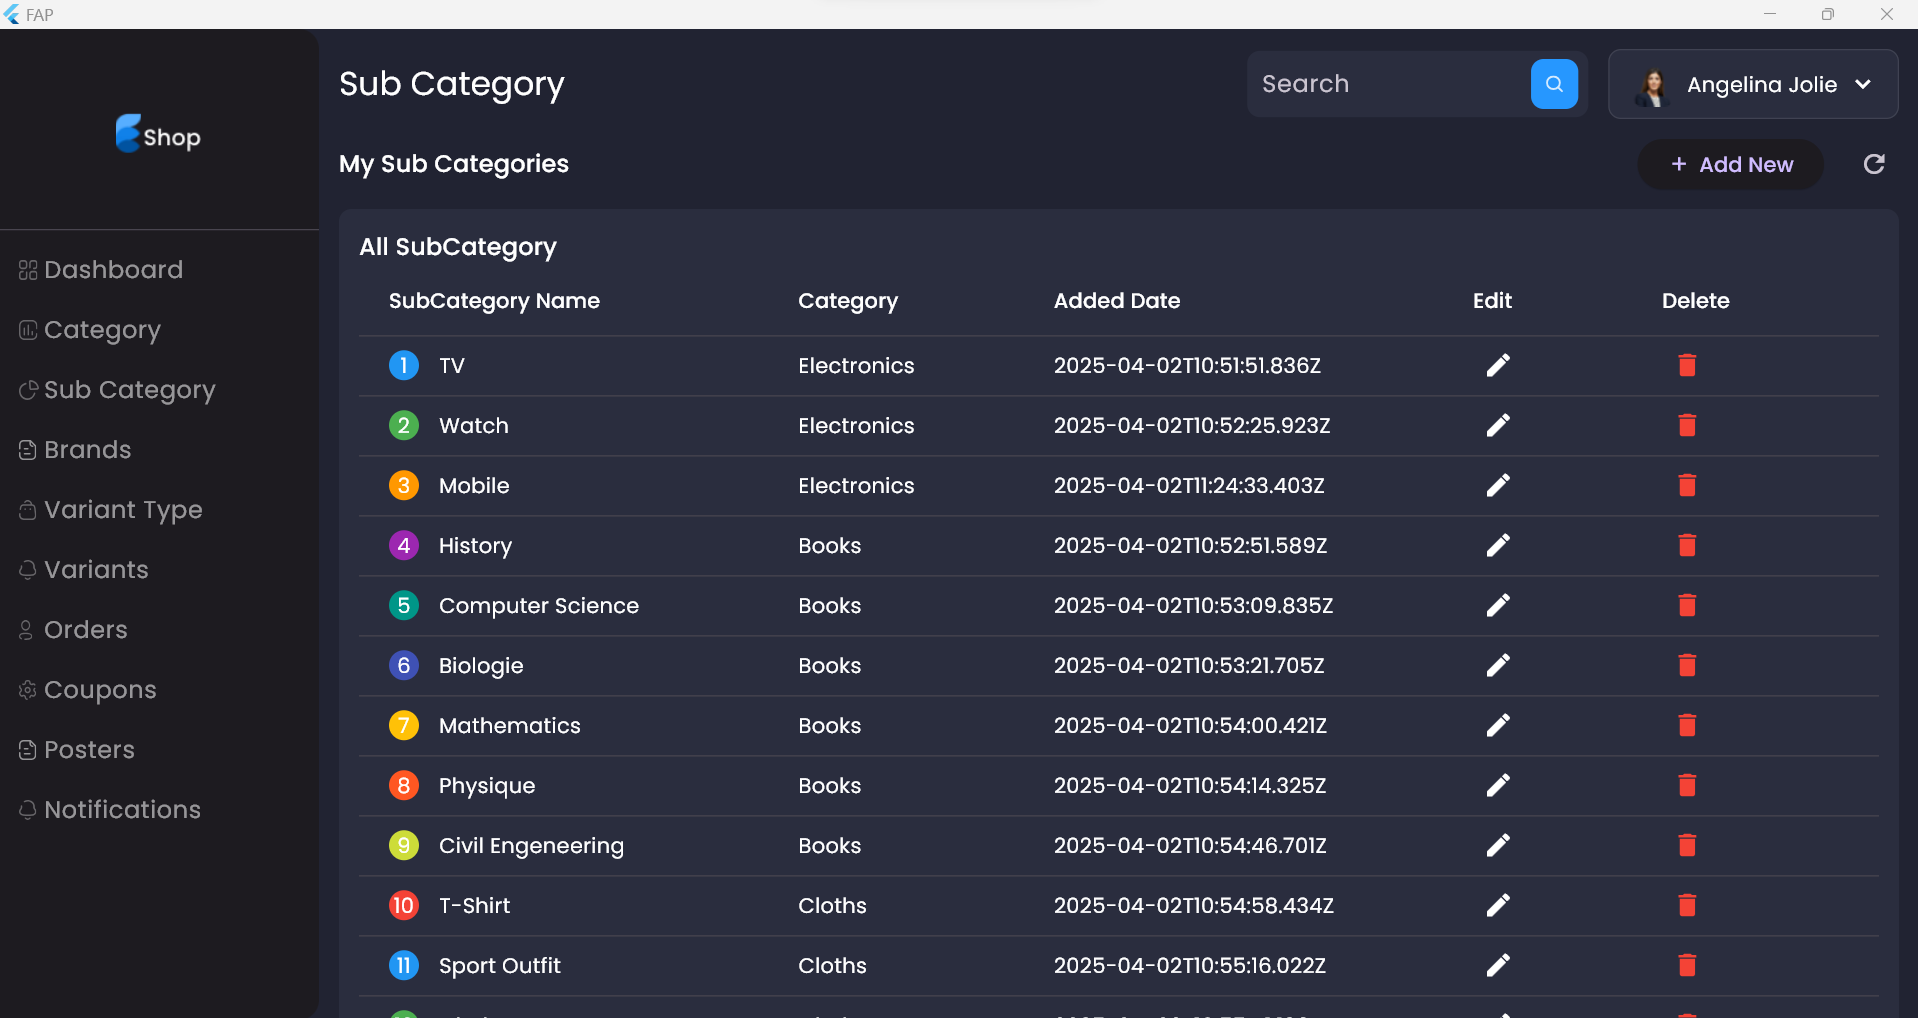 FAP
Shop
Dashboard
Category
Sub Category
Brands
Variant Type
Variants
Orders
Coupons
Posters
Notifications
Sub Category
Search
Angelina Jolie
My Sub Categories
+ Add New
All SubCategory
SubCategory Name Category Added Date Edit Delete
1 TV Electronics 2025-04-02T10:51:51.836Z
2 Watch Electronics 2025-04-02T10:52:25.923Z
3 Mobile Electronics 2025-04-02T11:24:33.403Z
4 History Books 2025-04-02T10:52:51.589Z
5 Computer Science Books 2025-04-02T10:53:09.835Z
6 Biologie Books 2025-04-02T10:53:21.705Z
7 Mathematics Books 2025-04-02T10:54:00.421Z
8 Physique Books 2025-04-02T10:54:14.325Z
9 Civil Engeneering Books 2025-04-02T10:54:46.701Z
10 T-Shirt Cloths 2025-04-02T10:54:58.434Z
11 Sport Outfit Cloths 2025-04-02T10:55:16.022Z